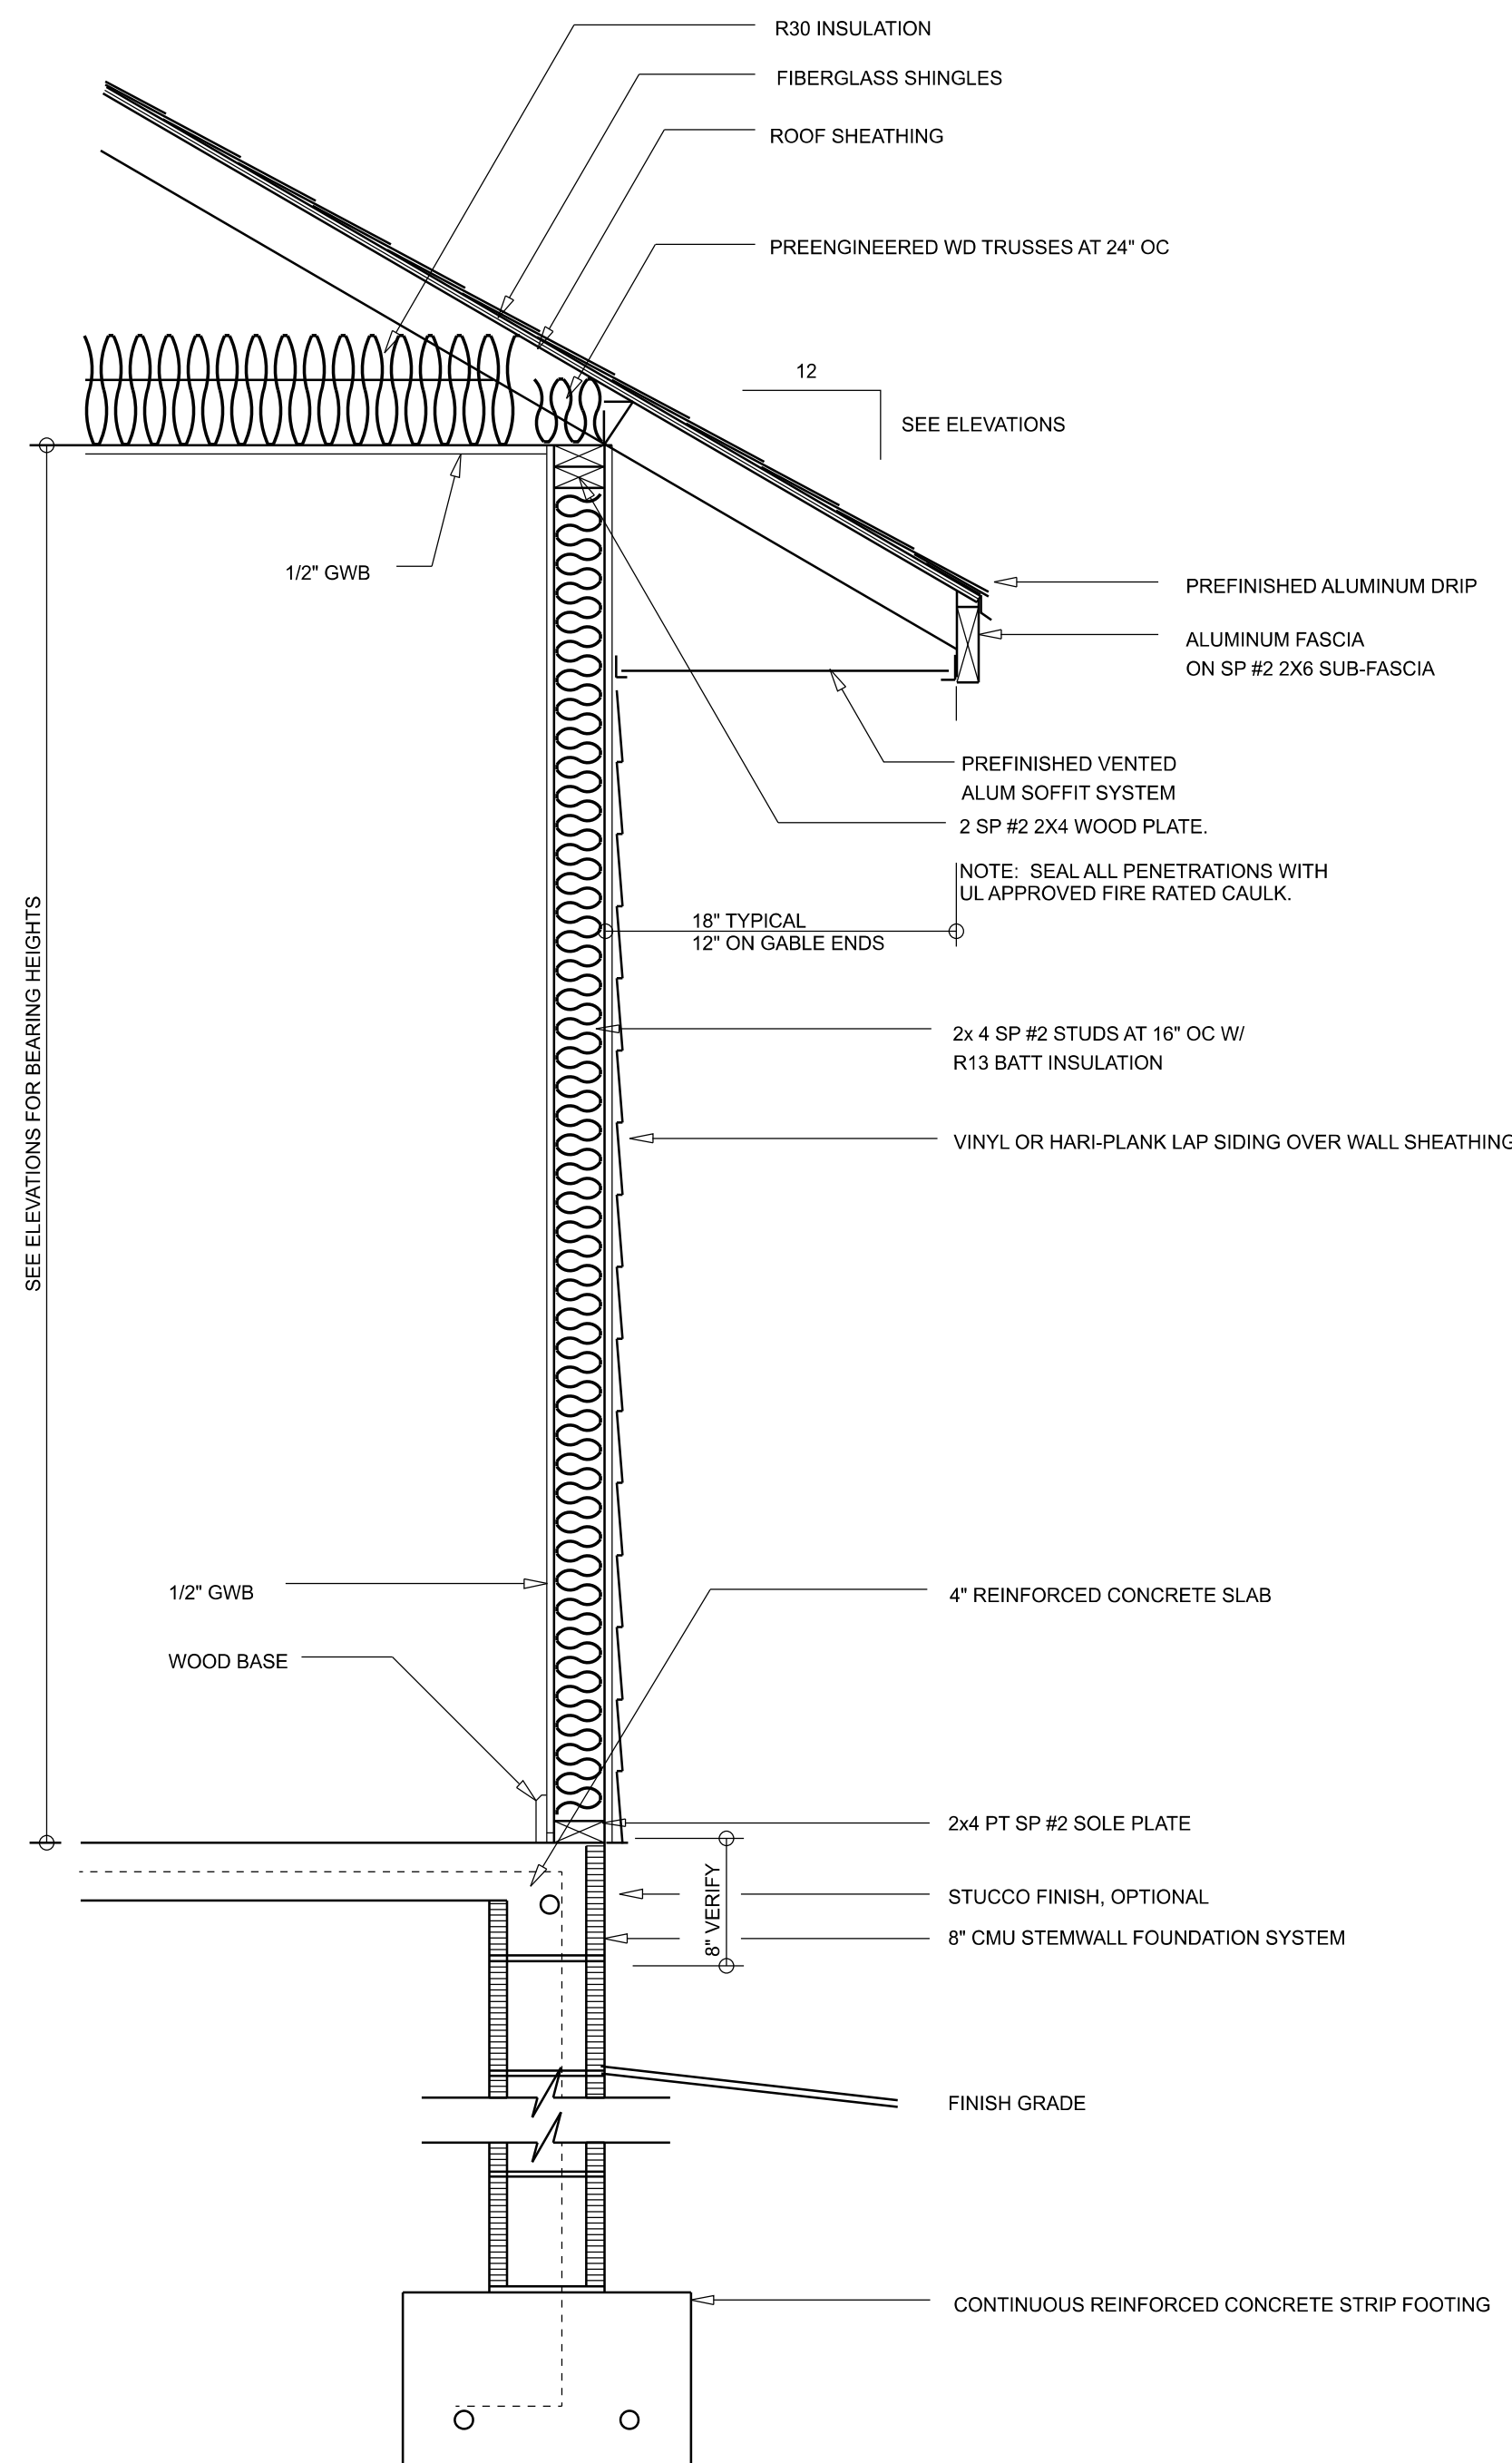 R30 INSULATION
FIBERGLASS SHINGLES
ROOF SHEATHING
PREENGINEERED WD TRUSSES AT 24" OC
12
SEE ELEVATIONS
1/2" GWB
PREFINISHED ALUMINUM DRIP
ALUMINUM FASCIA
ON SP #2 2X6 SUB-FASCIA
PREFINISHED VENTED
ALUM SOFFIT SYSTEM
2 SP #2 2X4 WOOD PLATE.
NOTE: SEAL ALL PENETRATIONS WITH
UL APPROVED FIRE RATED CAULK.
18" TYPICAL
12" ON GABLE ENDS
SEE ELEVATIONS FOR BEARING HEIGHTS
2x 4 SP #2 STUDS AT 16" OC W/
R13 BATT INSULATION
VINYL OR HARI-PLANK LAP SIDING OVER WALL SHEATHING
1/2" GWB
4" REINFORCED CONCRETE SLAB
WOOD BASE
2x4 PT SP #2 SOLE PLATE
8" VERIFY
STUCCO FINISH, OPTIONAL
8" CMU STEMWALL FOUNDATION SYSTEM
FINISH GRADE
CONTINUOUS REINFORCED CONCRETE STRIP FOOTING